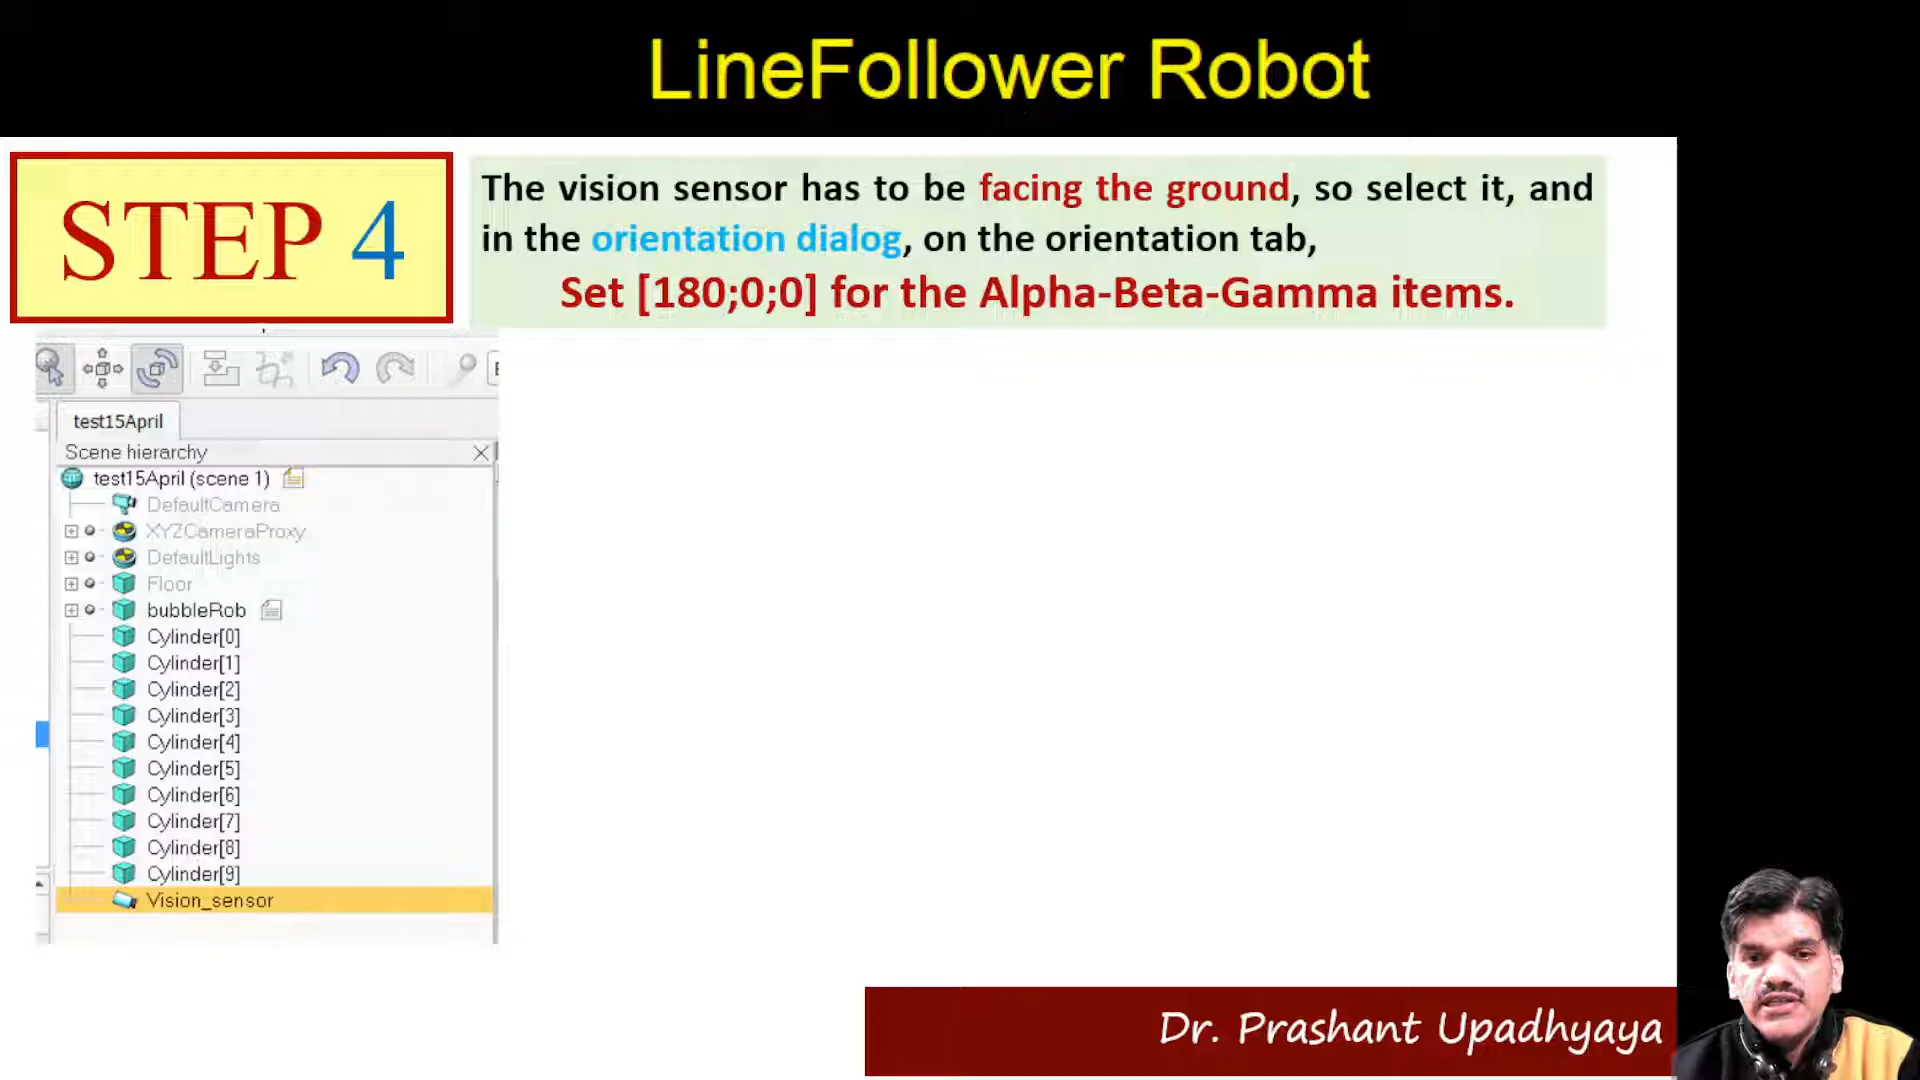 LineFollower Robot
STEP 4
The vision sensor has to be facing the ground, so select it, and
in the orientation dialog, on the orientation tab,
Set [180;0;0] for the Alpha-Beta-Gamma items.
test15April
Scene hierarchy
test15April (scene 1)
DefaultCamera
XYZCameraProxy
DefaultLights
Floor
bubbleRob
Cylinder[0]
Cylinder[1]
Cylinder[2]
Cylinder[3]
Cylinder[4]
Cylinder[5]
Cylinder[6]
Cylinder[7]
Cylinder[8]
Cylinder[9]
Vision_sensor
Dr. Prashant Upadhyaya